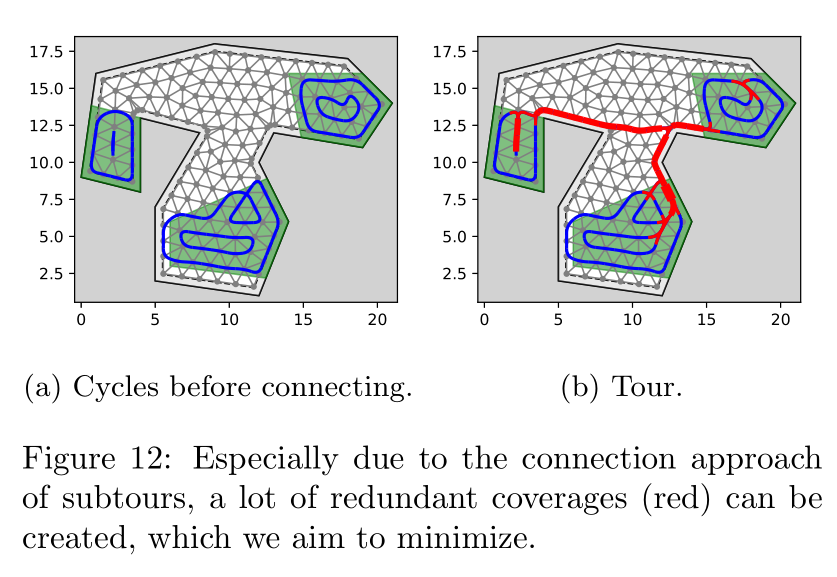 17.5
15.0
12.5
10.0
7.5
5.0
2.5
0 5 10 15 20
17.5
15.0
12.5
10.0
7.5
5.0
2.5
0 5 10 15 20
(a) Cycles before connecting.
(b) Tour.
Figure 12: Especially due to the connection approach
of subtours, a lot of redundant coverages (red) can be
created, which we aim to minimize.